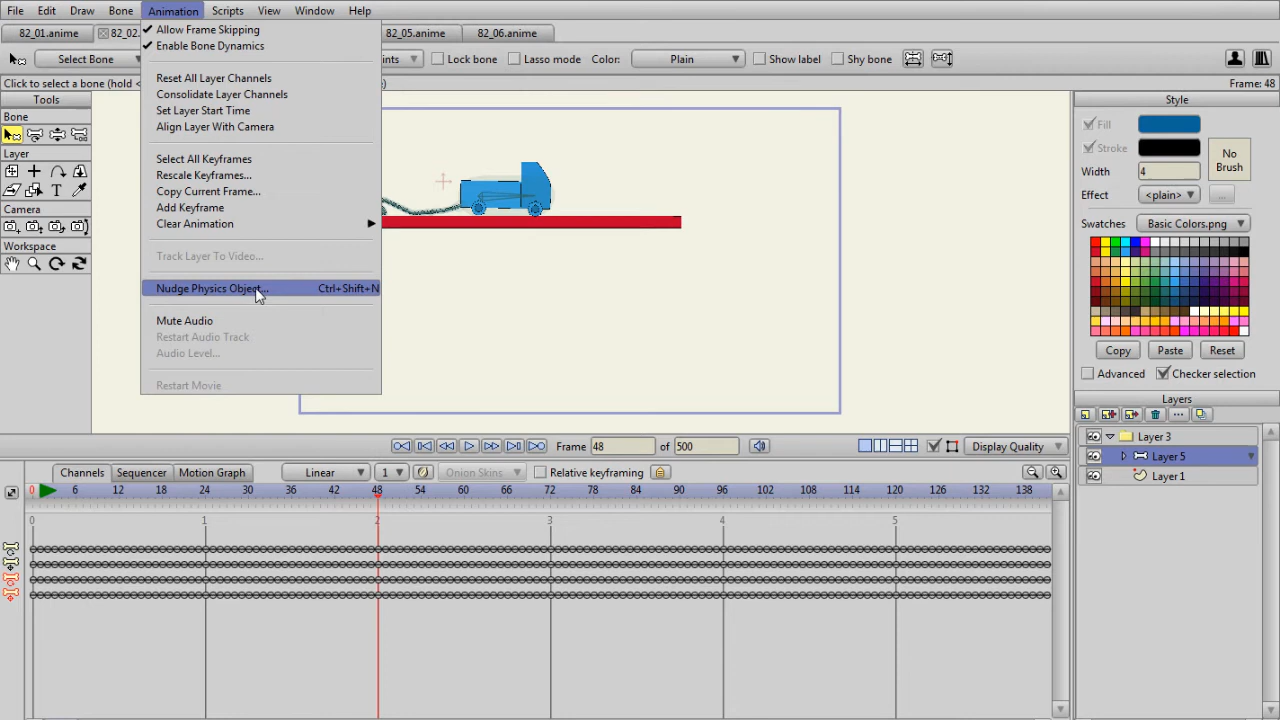 File Edit Draw Bone Animation Scripts View Window Help
82_01.anime 82_02. 82_05.anime 82_06.anime
Select Bone Lock bone Lasso mode Color: Plain Show label Shy bone
Click to select a bone (hold < Frame: 48
Tools
Bone
Layer
Camera
Workspace
Allow Frame Skipping
Enable Bone Dynamics
Reset All Layer Channels
Consolidate Layer Channels
Set Layer Start Time
Align Layer With Camera
Select All Keyframes
Rescale Keyframes...
Copy Current Frame...
Add Keyframe
Clear Animation
Track Layer To Video...
Nudge Physics Object... Ctrl+Shift+N
Mute Audio
Restart Audio Track
Audio Level...
Restart Movie
Style
Fill
Stroke
Width 4
No Brush
Effect <plain> ...
Swatches Basic Colors.png
Copy Paste Reset
Advanced Checker selection
Layers
Layer 3
Layer 5
Layer 1
Frame 48 of 500 Display Quality
Channels Sequencer Motion Graph Linear 1 Onion Skins Relative keyframing
0 6 12 18 24 30 36 42 48 54 60 66 72 78 84 90 96 102 108 114 120 126 132 138
0 1 2 3 4 5